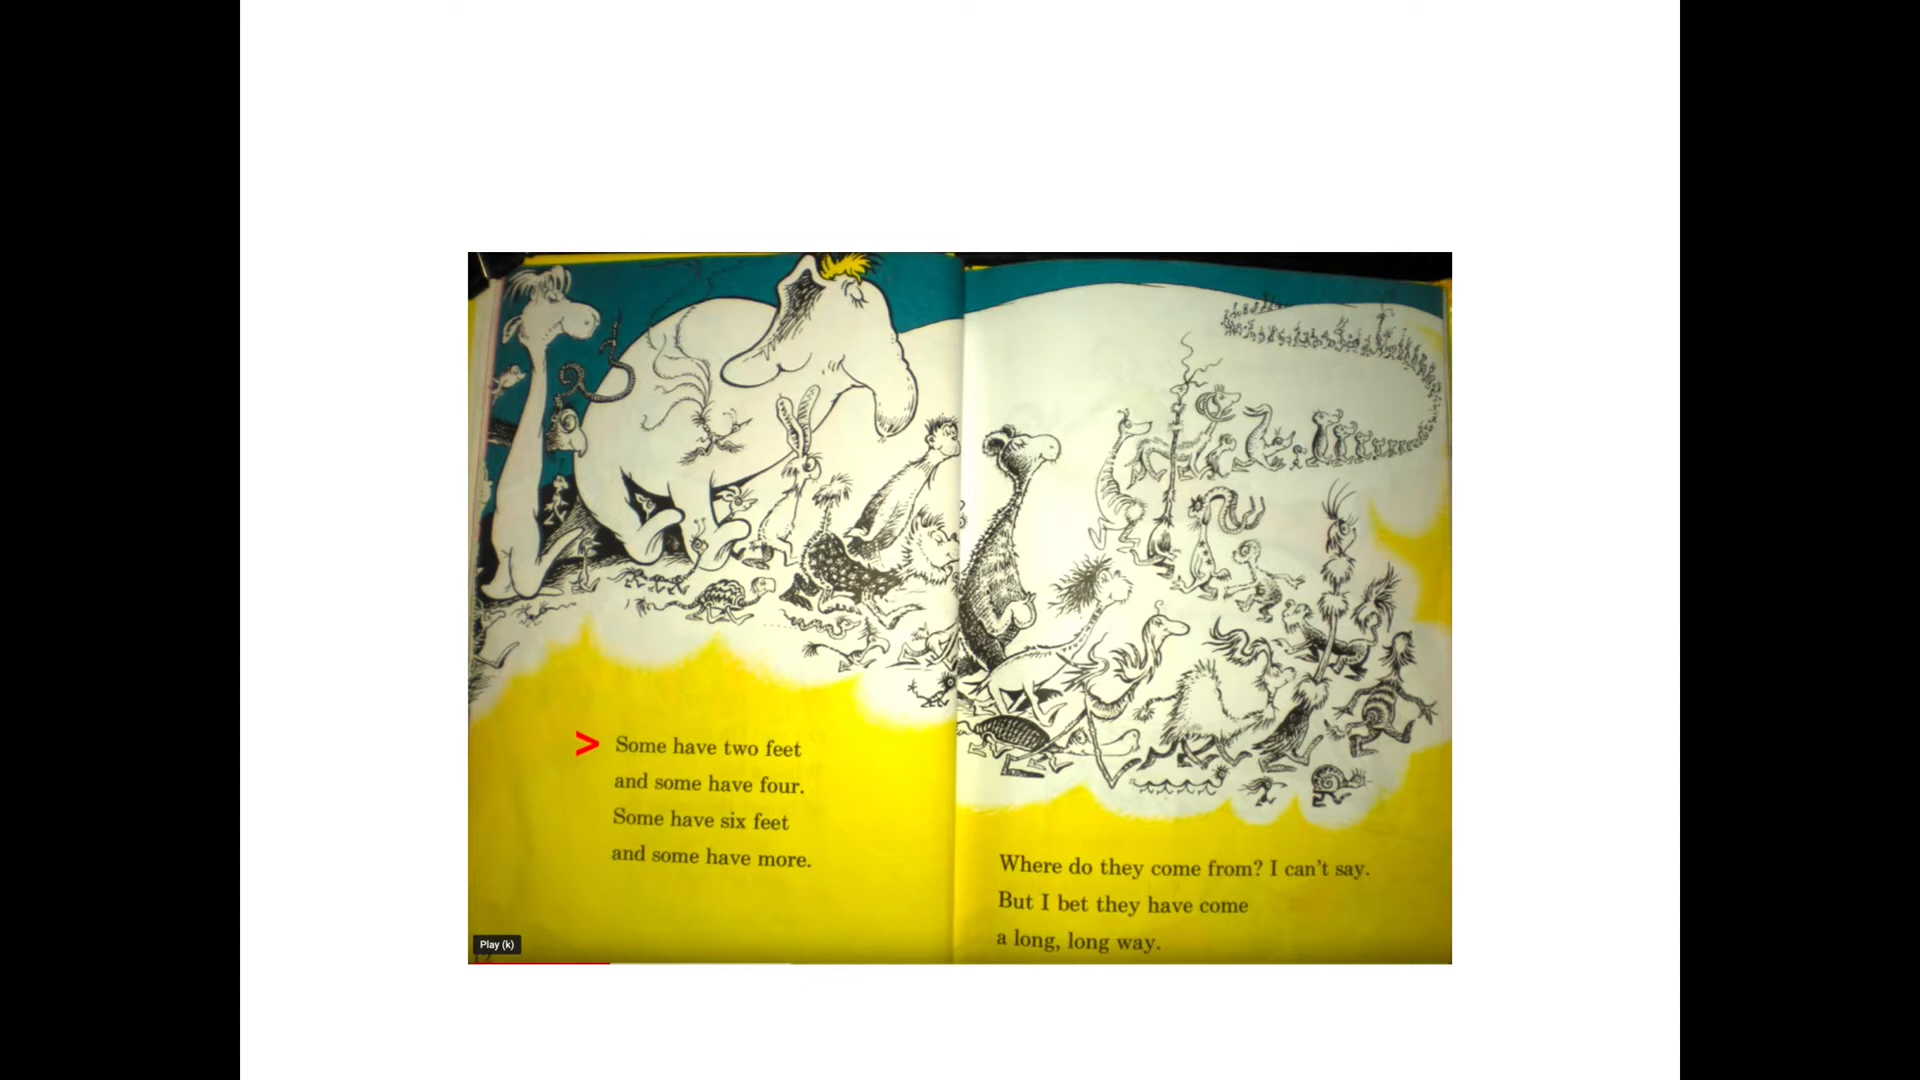 Some have two feet
and some have four.
Some have six feet
and some have more.
Where do they come from? I can't say.
But I bet they have come
a long, long way.
Play (k)